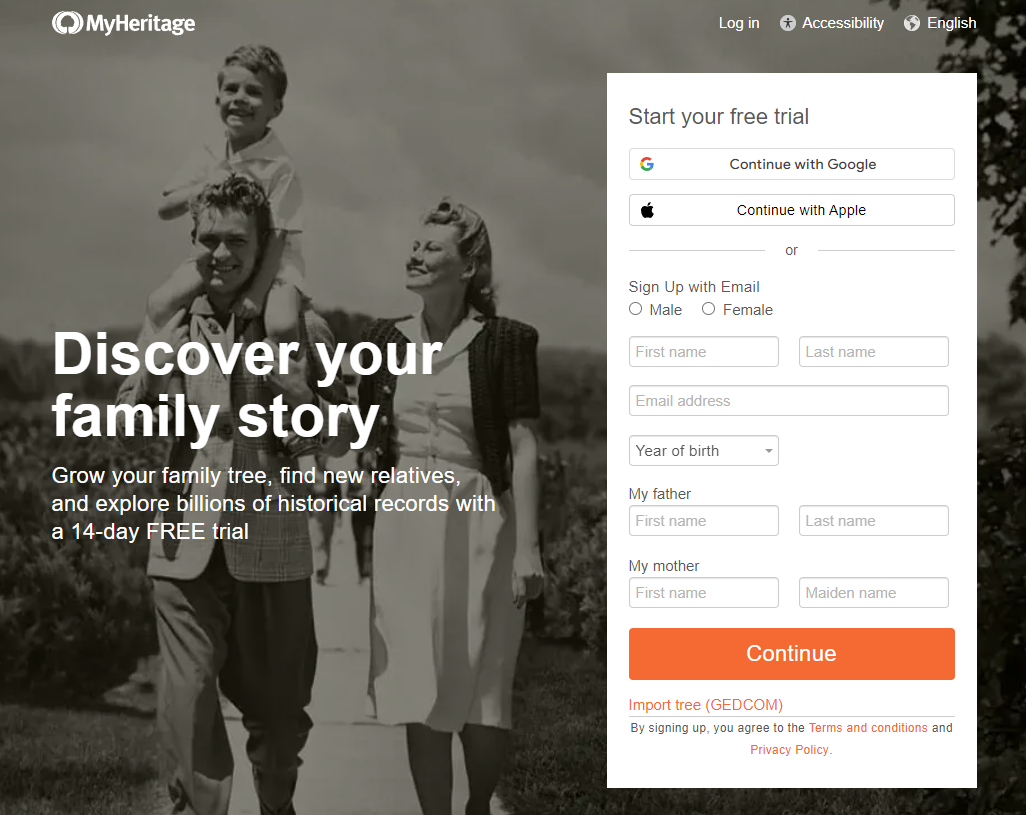 MyHeritage
Log in
Accessibility
English
Discover your
family story
Grow your family tree, find new relatives,
and explore billions of historical records with
a 14-day FREE trial
Start your free trial
Continue with Google
Continue with Apple
or
Sign Up with Email
Male
Female
First name
Last name
Email address
Year of birth
My father
First name
Last name
My mother
First name
Maiden name
Continue
Import tree (GEDCOM)
By signing up, you agree to the Terms and conditions and
Privacy Policy.